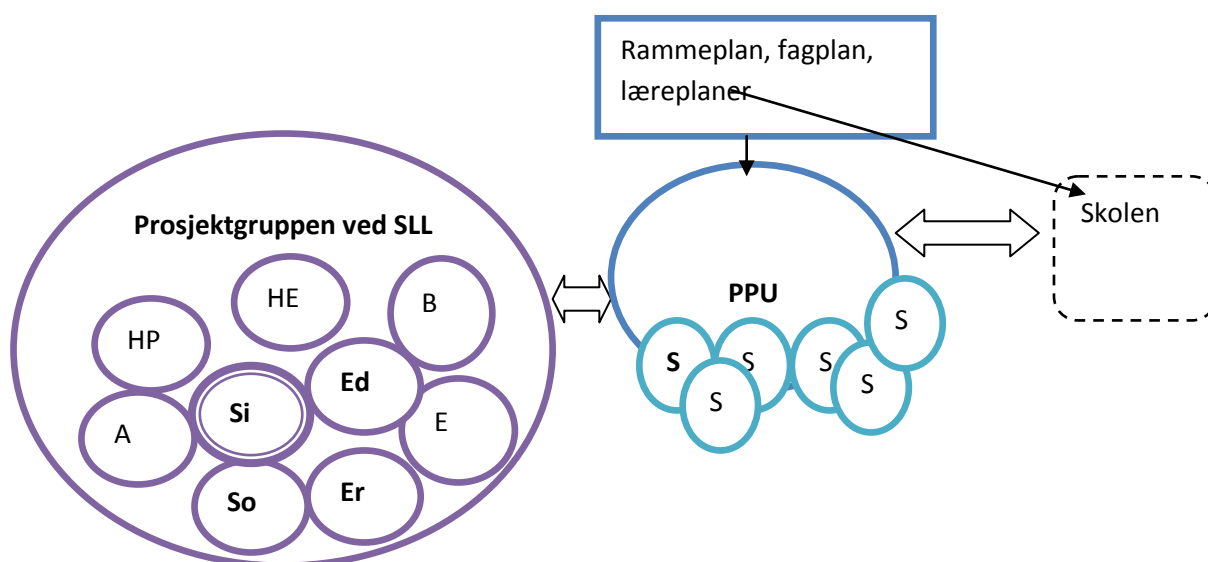 Rammeplan, fagplan,
læreplaner
Skolen
Prosjektgruppen ved SLL
HE
B
HP
Ed
Si
A
E
So
Er
PPU
S
S
S
S
S
S